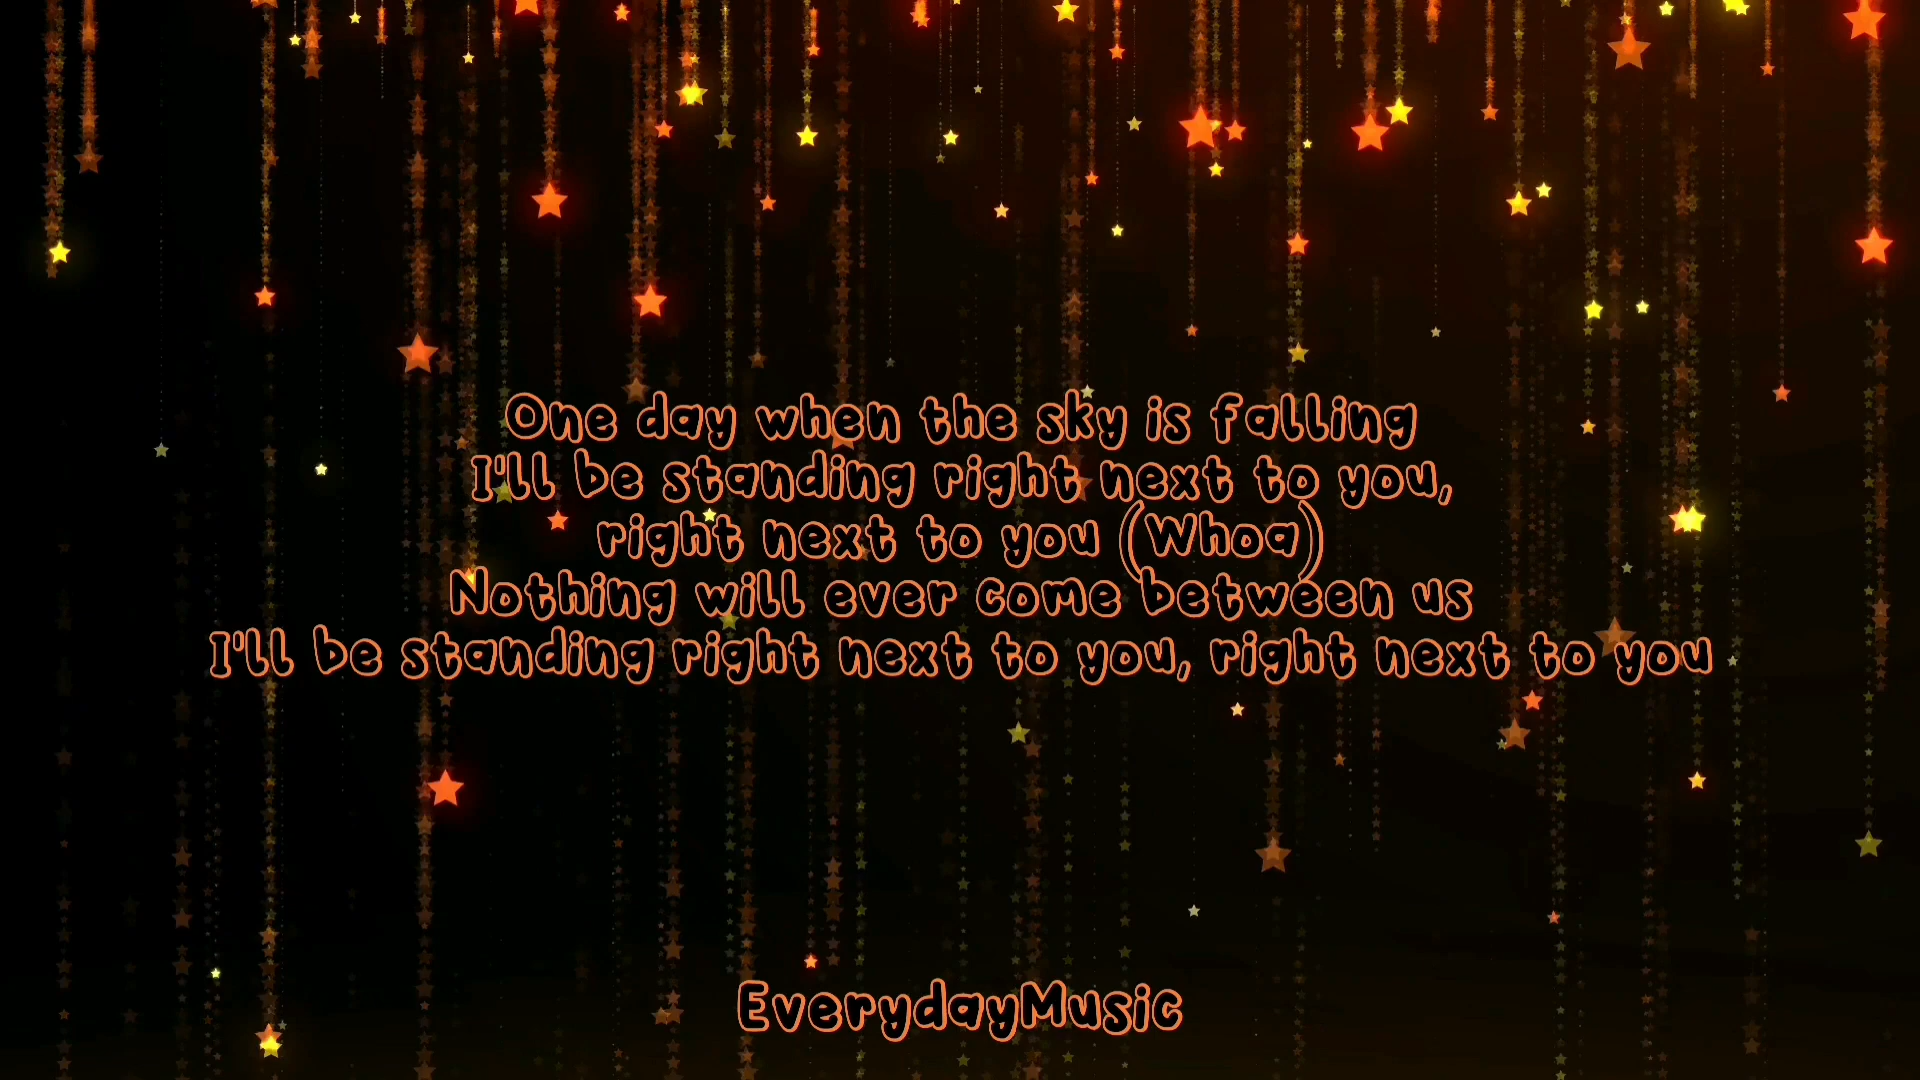 One day when the sky is falling
I'll be standing right next to you,
right next to you (Whoa)
Nothing will ever come between us
I'll be standing right next to you, right next to you
EverydayMusic